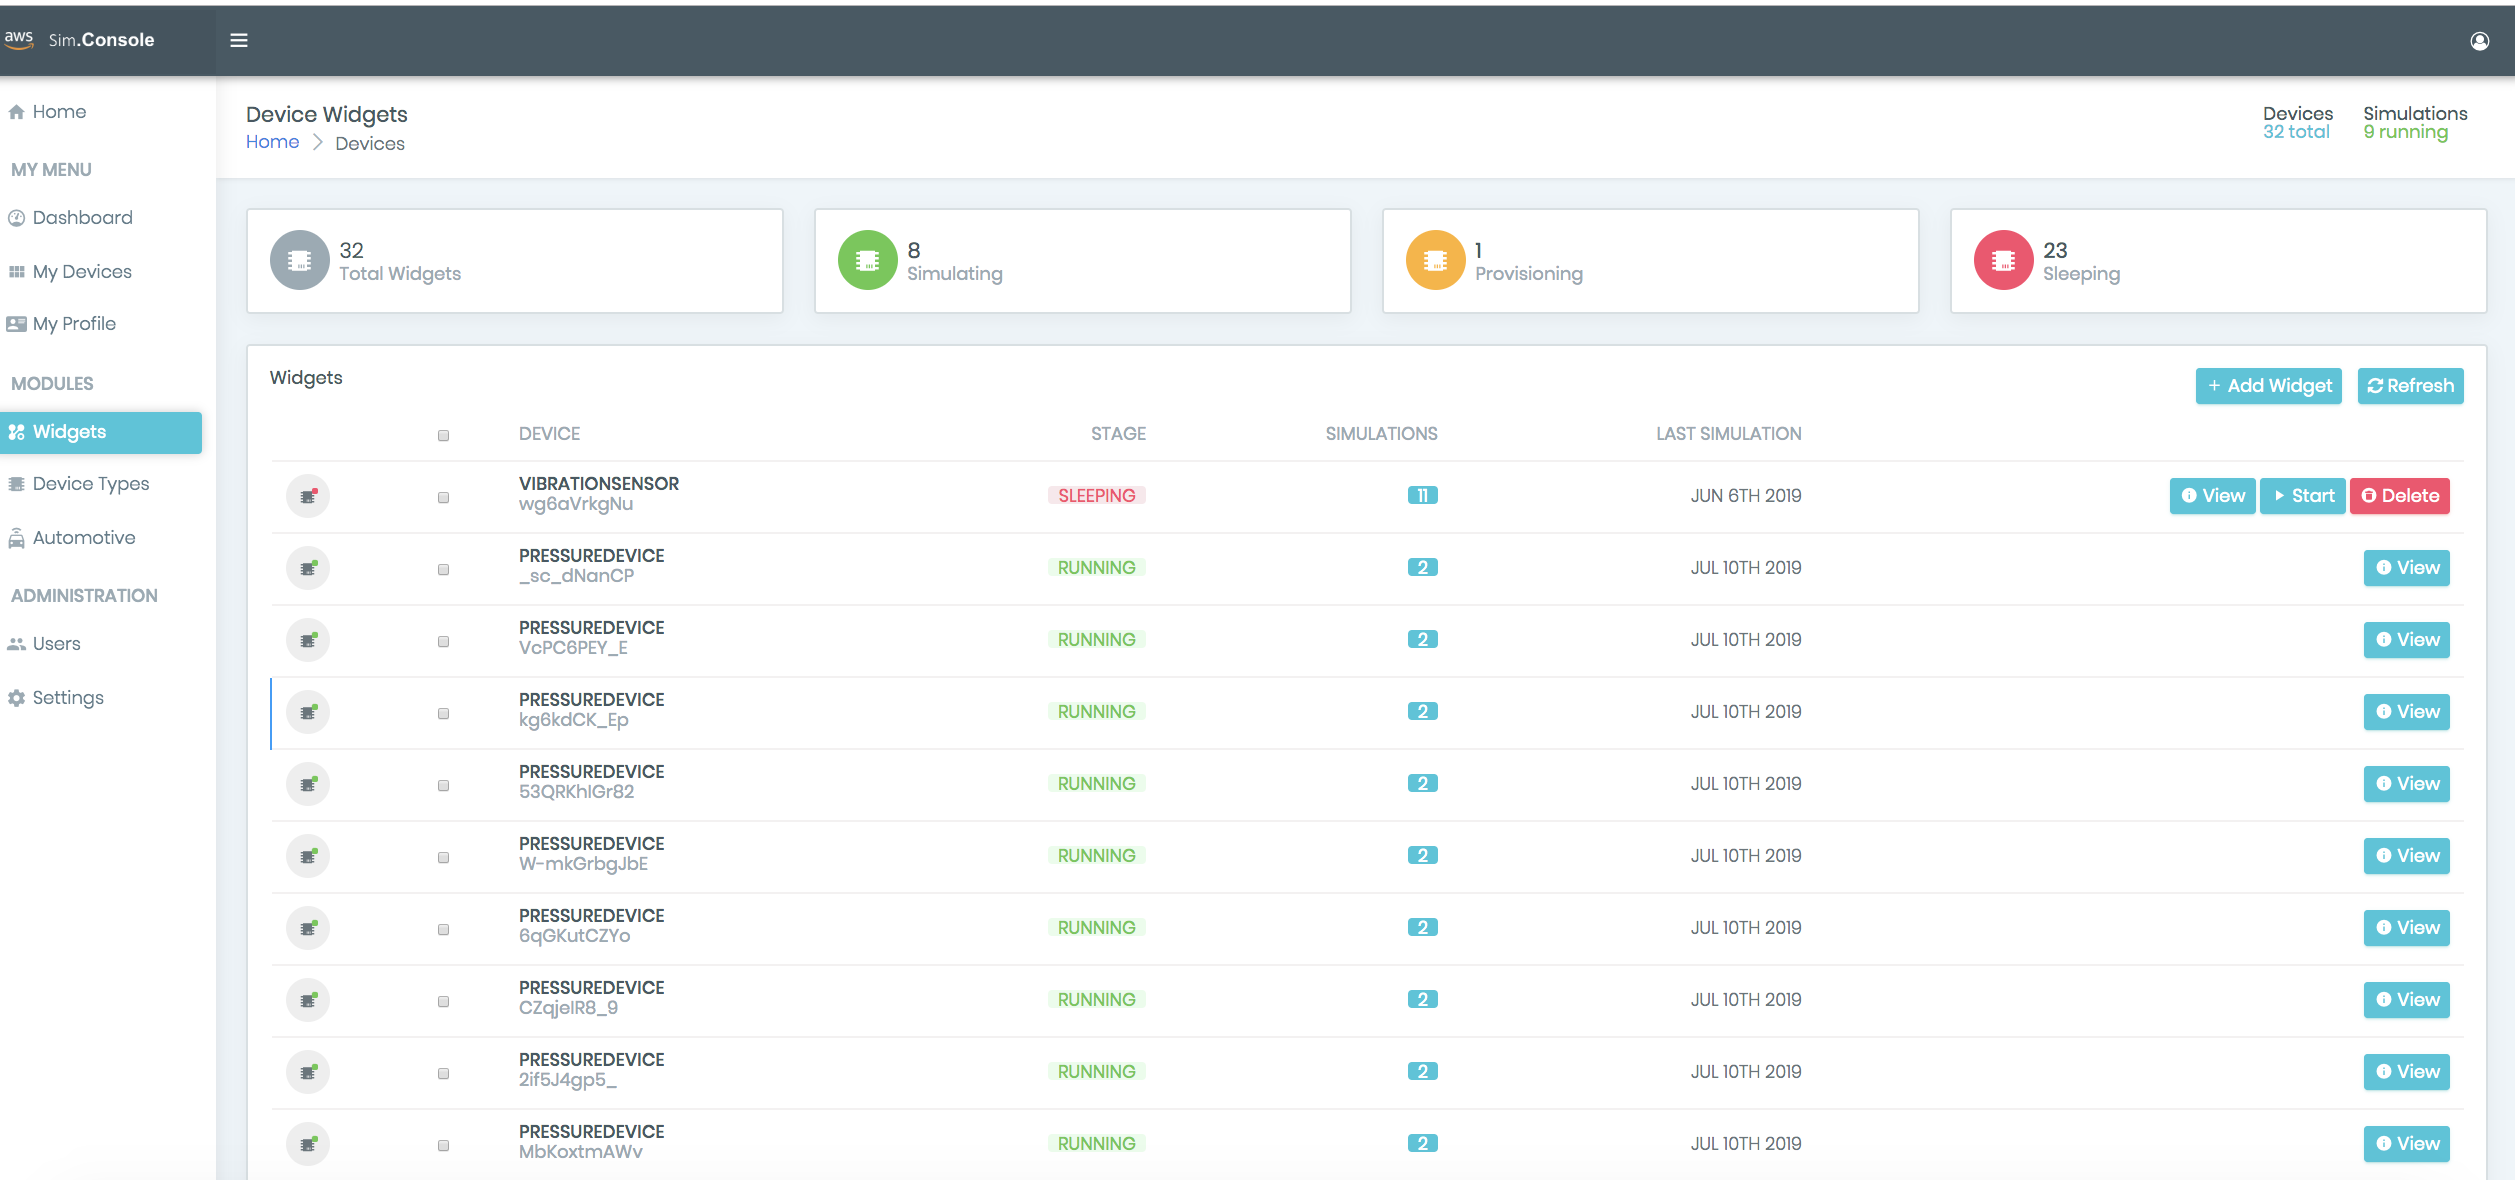 aws Sim.Console
Home
MY MENU
Dashboard
My Devices
My Profile
MODULES
Widgets
Device Types
Automotive
ADMINISTRATION
Users
Settings
Device Widgets
Home > Devices
Devices
32 total
Simulations
9 running
32
Total Widgets
8
Simulating
1
Provisioning
23
Sleeping
Widgets
+ Add Widget Refresh
DEVICE STAGE SIMULATIONS LAST SIMULATION
VIBRATIONSENSOR
wg6aVrkgNu SLEEPING 11 JUN 6TH 2019 View Start Delete
PRESSUREDEVICE
_sc_dNanCP RUNNING 2 JUL 10TH 2019 View
PRESSUREDEVICE
VcPC6PEY_E RUNNING 2 JUL 10TH 2019 View
PRESSUREDEVICE
kg6kdCK_Ep RUNNING 2 JUL 10TH 2019 View
PRESSUREDEVICE
53QRKhIGr82 RUNNING 2 JUL 10TH 2019 View
PRESSUREDEVICE
W-mkGrbgJbE RUNNING 2 JUL 10TH 2019 View
PRESSUREDEVICE
6qGKutCZYo RUNNING 2 JUL 10TH 2019 View
PRESSUREDEVICE
CZqjeIR8_9 RUNNING 2 JUL 10TH 2019 View
PRESSUREDEVICE
2if5J4gp5_ RUNNING 2 JUL 10TH 2019 View
PRESSUREDEVICE
MbKoxtmAWv RUNNING 2 JUL 10TH 2019 View